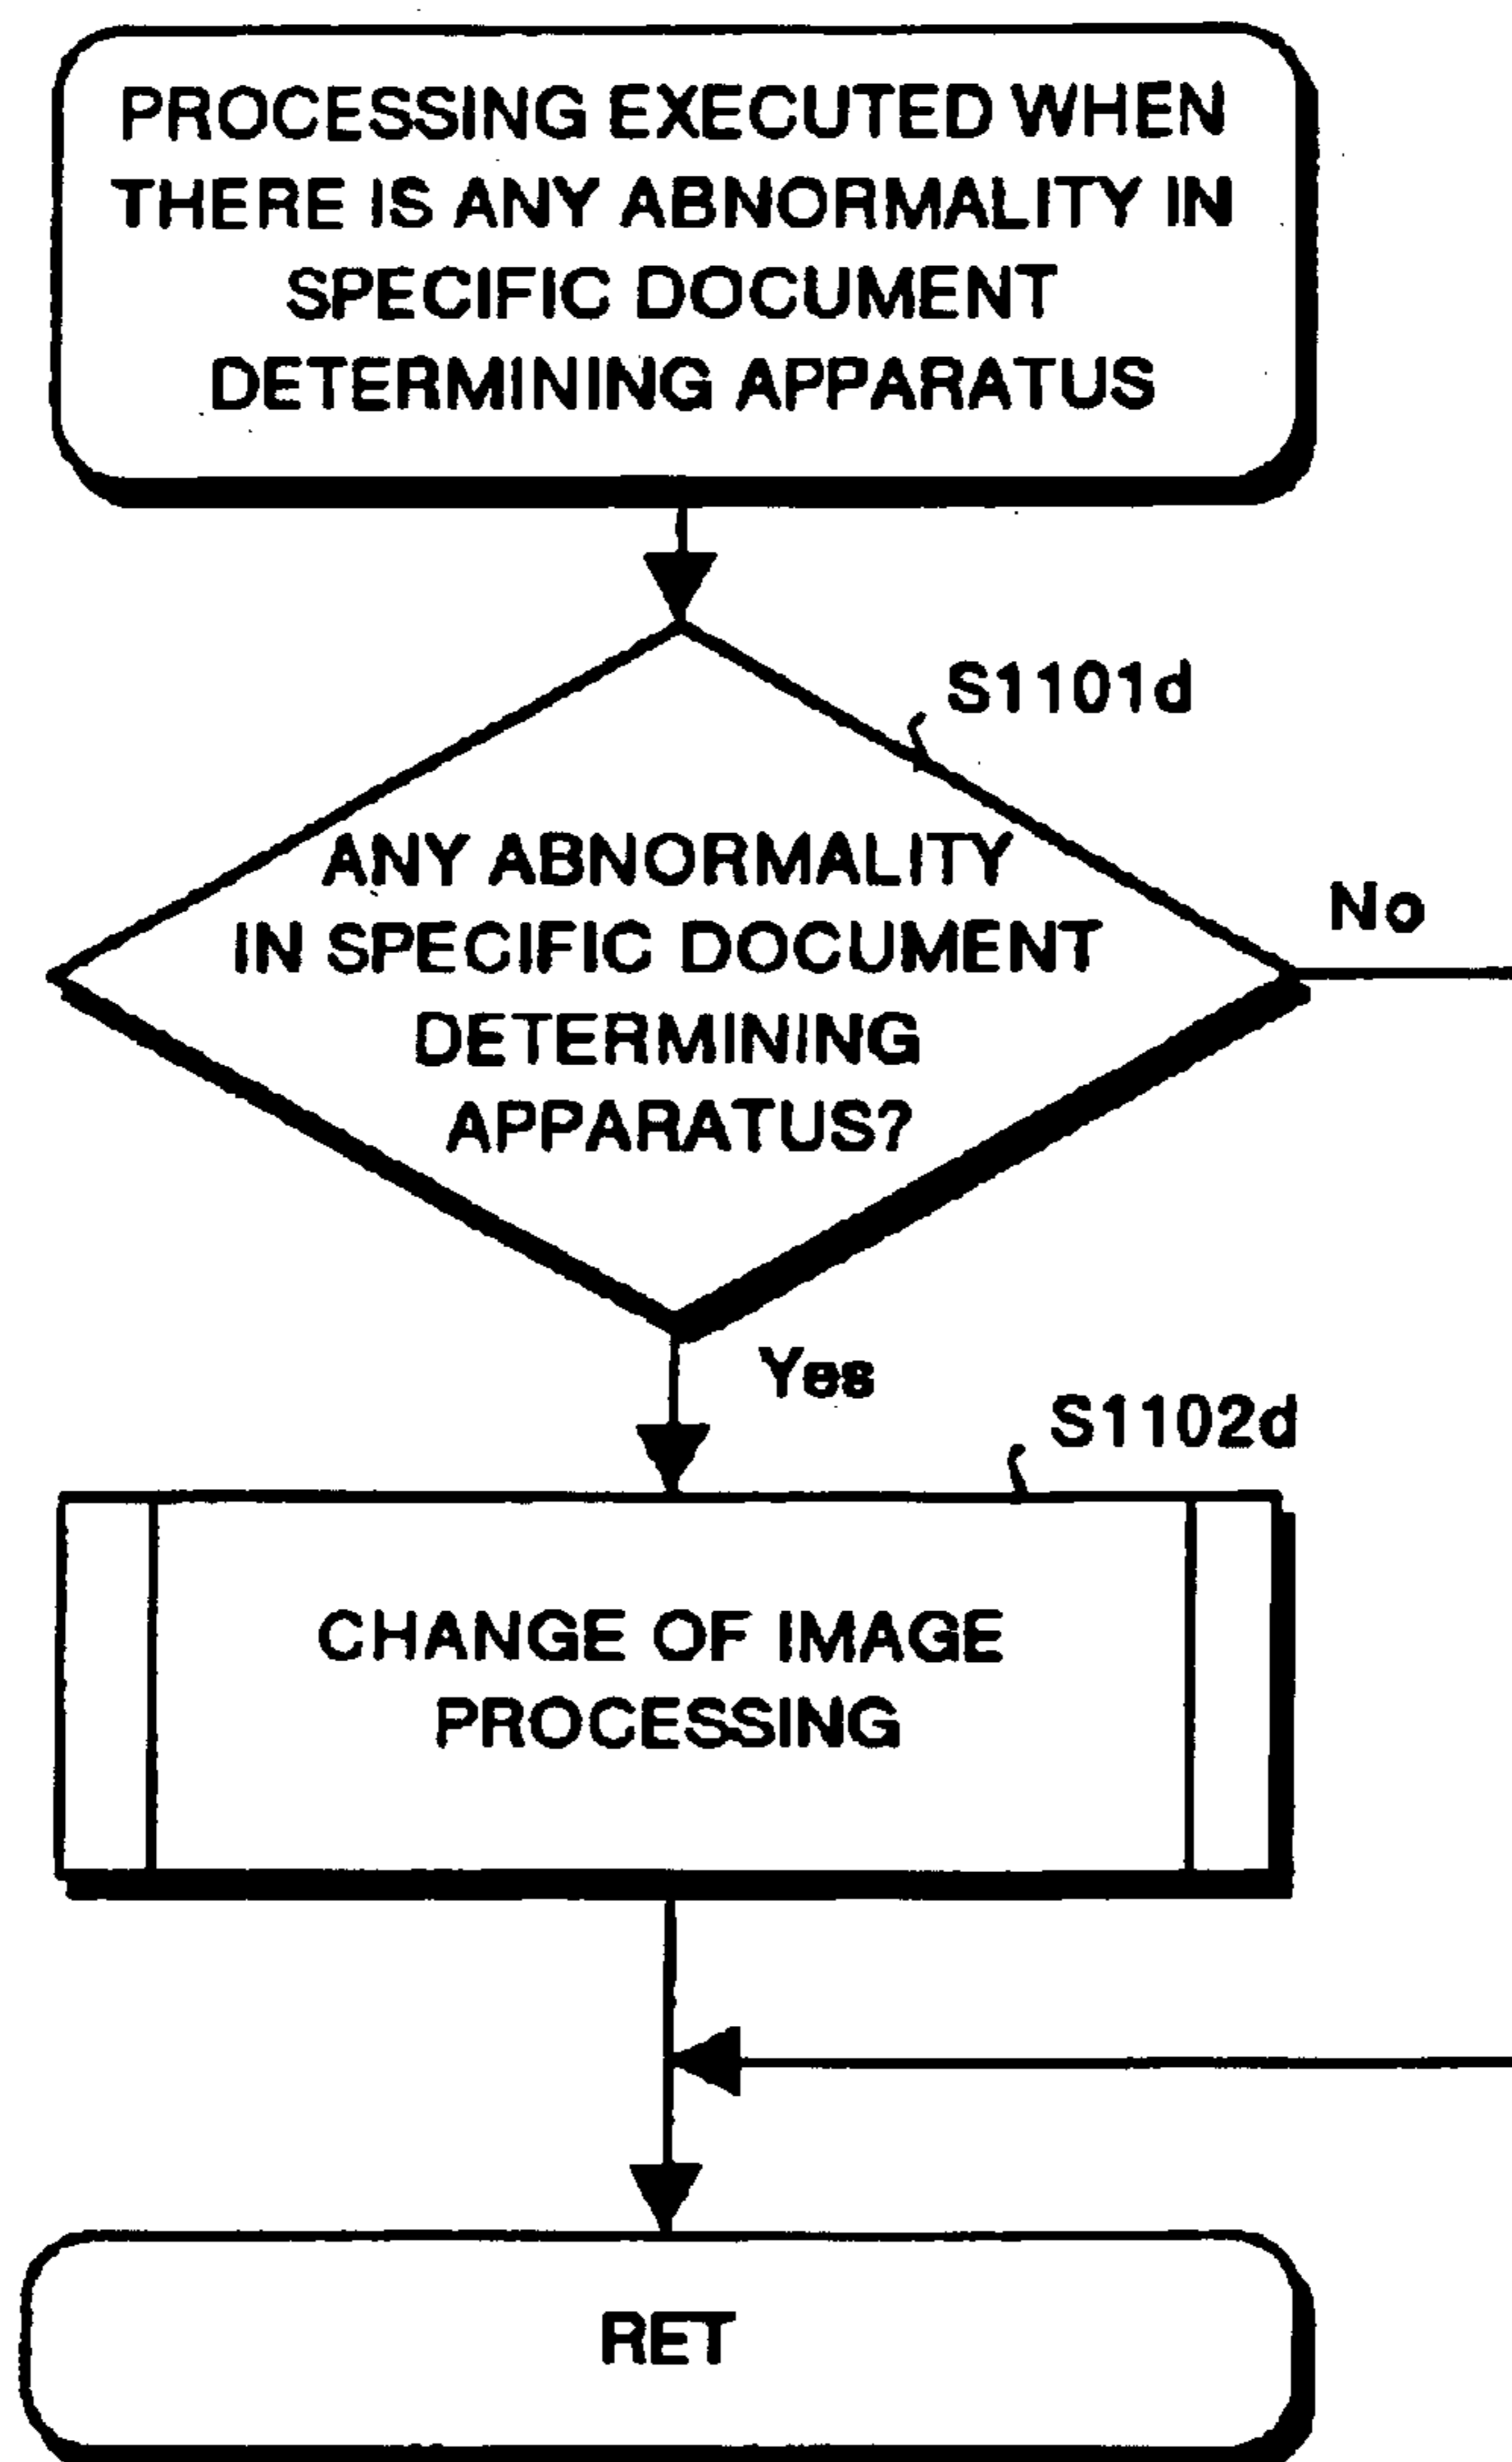 PROCESSING EXECUTED WHEN
THERE IS ANY ABNORMALITY IN
SPECIFIC DOCUMENT
DETERMINING APPARATUS
S1101d
ANY ABNORMALITY
IN SPECIFIC DOCUMENT
DETERMINING
APPARATUS?
No
Yes
S1102d
CHANGE OF IMAGE
PROCESSING
RET